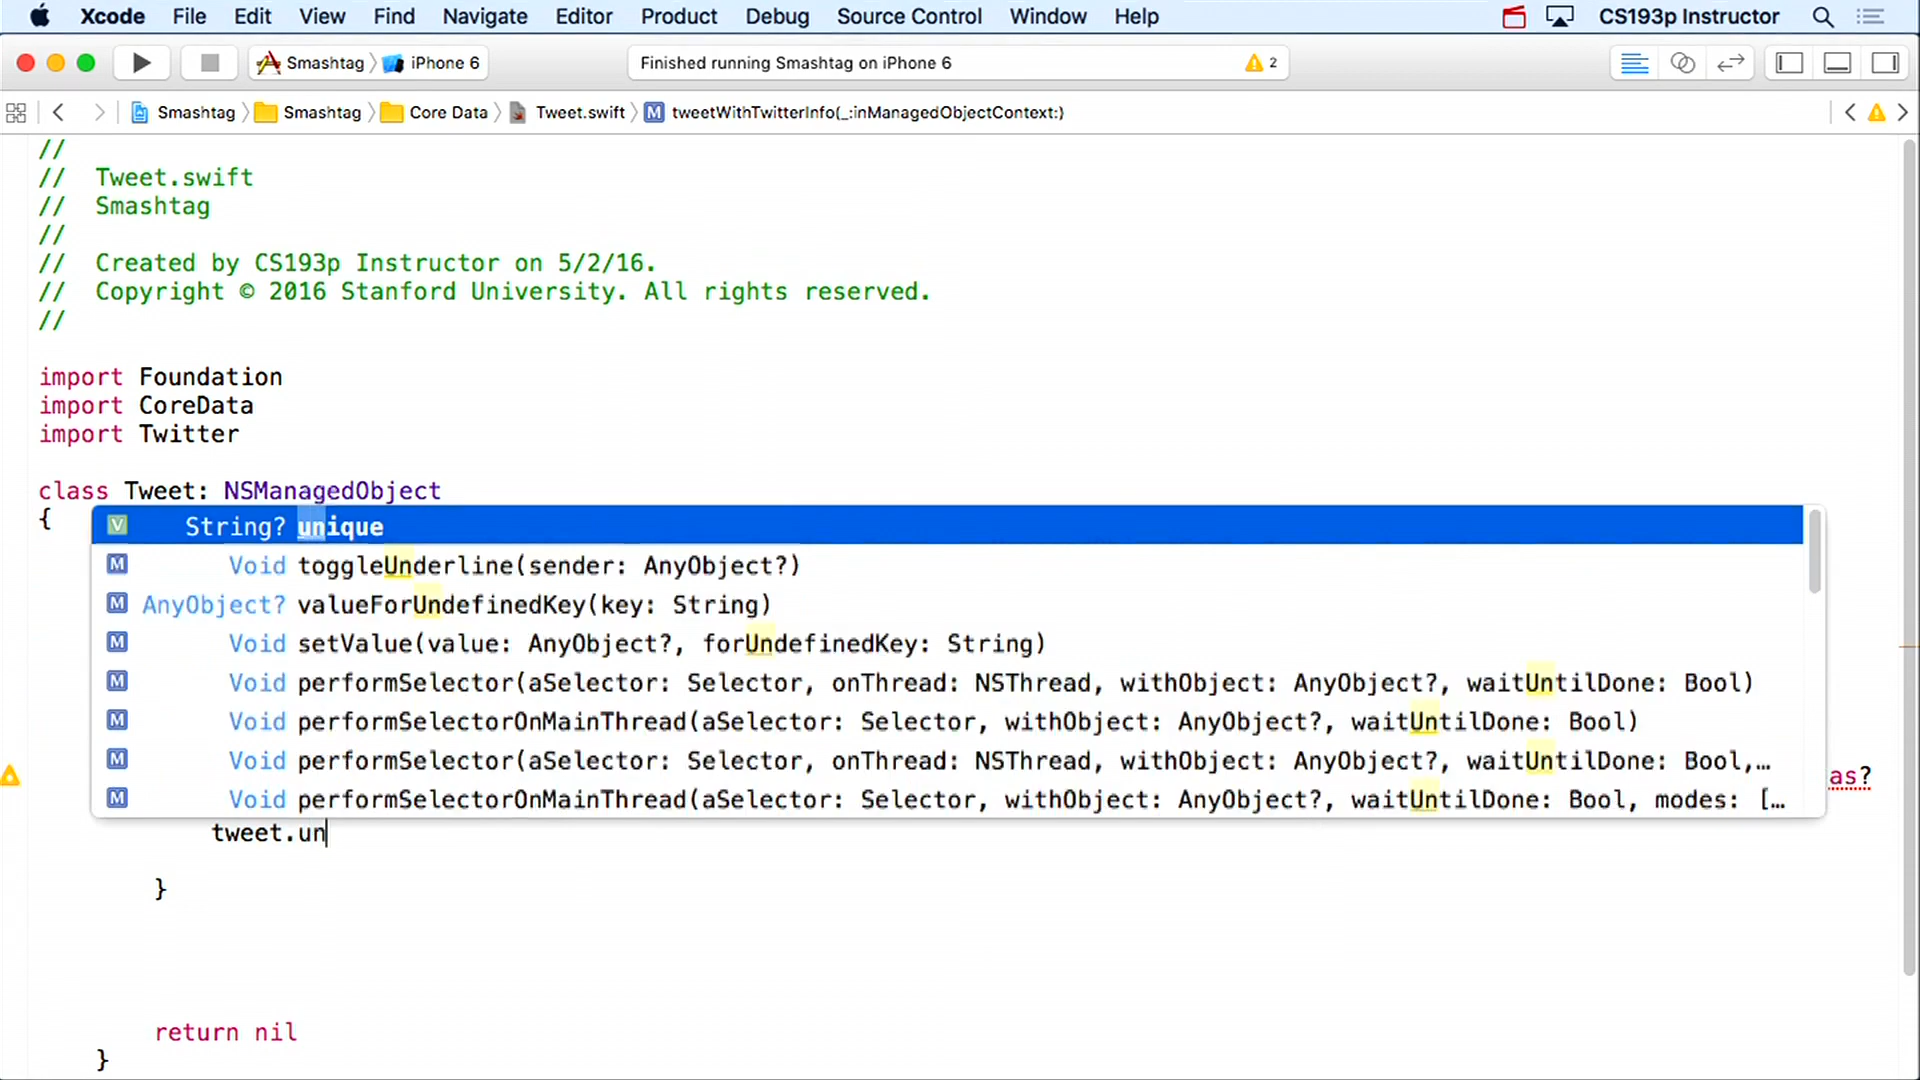 Xcode File Edit View Find Navigate Editor Product Debug Source Control Window Help CS193p Instructor
Smashtag iPhone 6 Finished running Smashtag on iPhone 6 2
Smashtag Smashtag Core Data Tweet.swift M tweetWithTwitterInfo(_:inManagedObjectContext:)
//
// Tweet.swift
// Smashtag
//
// Created by CS193p Instructor on 5/2/16.
// Copyright © 2016 Stanford University. All rights reserved.
//
import Foundation
import CoreData
import Twitter
class Tweet: NSManagedObject
{
V String? unique
M Void toggleUnderline(sender: AnyObject?)
M AnyObject? valueForUndefinedKey(key: String)
M Void setValue(value: AnyObject?, forUndefinedKey: String)
M Void performSelector(aSelector: Selector, onThread: NSThread, withObject: AnyObject?, waitUntilDone: Bool)
M Void performSelectorOnMainThread(aSelector: Selector, withObject: AnyObject?, waitUntilDone: Bool)
M Void performSelector(aSelector: Selector, onThread: NSThread, withObject: AnyObject?, waitUntilDone: Bool,…
as?
M Void performSelectorOnMainThread(aSelector: Selector, withObject: AnyObject?, waitUntilDone: Bool, modes: […
tweet.un
}
return nil
}